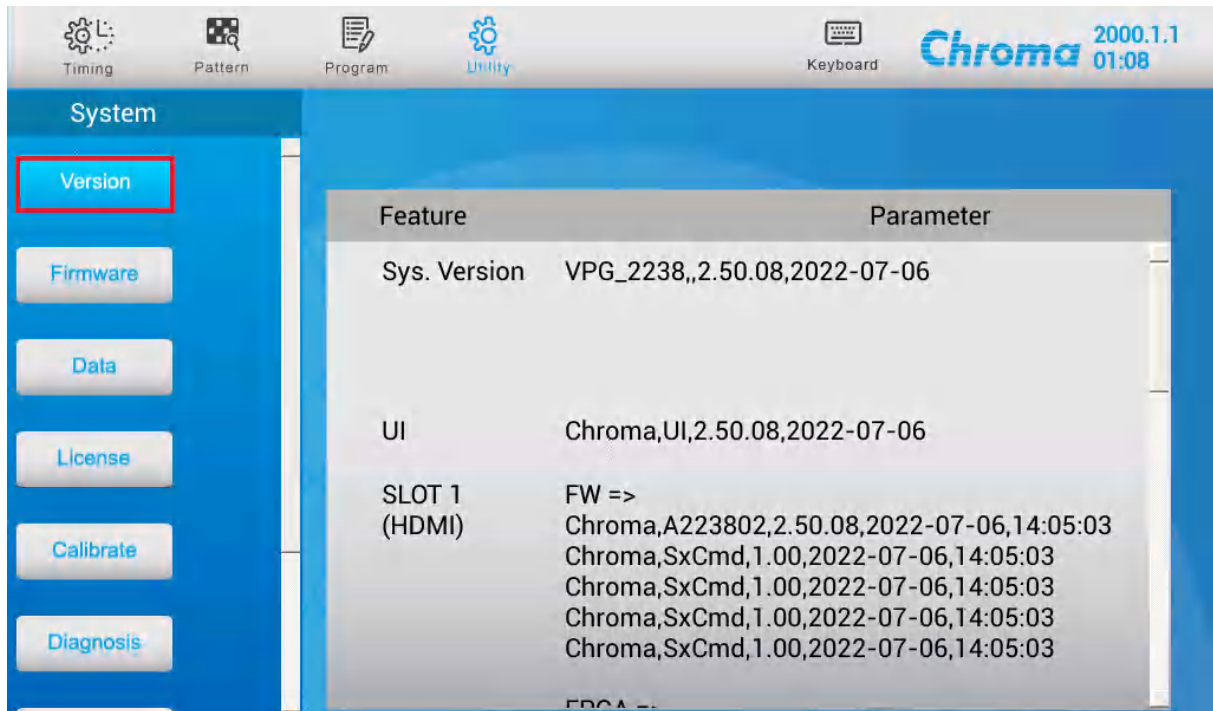 Timing
Pattern
Program
Utility
Keyboard
Chroma
2000.1.1
01:08
System
Version
Firmware
Data
License
Calibrate
Diagnosis
Feature Parameter
Sys. Version VPG_2238,,2.50.08,2022-07-06
UI Chroma,UI,2.50.08,2022-07-06
SLOT 1 FW =>
(HDMI) Chroma,A223802,2.50.08,2022-07-06,14:05:03
Chroma,SxCmd,1.00,2022-07-06,14:05:03
Chroma,SxCmd,1.00,2022-07-06,14:05:03
Chroma,SxCmd,1.00,2022-07-06,14:05:03
Chroma,SxCmd,1.00,2022-07-06,14:05:03
FPGA =>